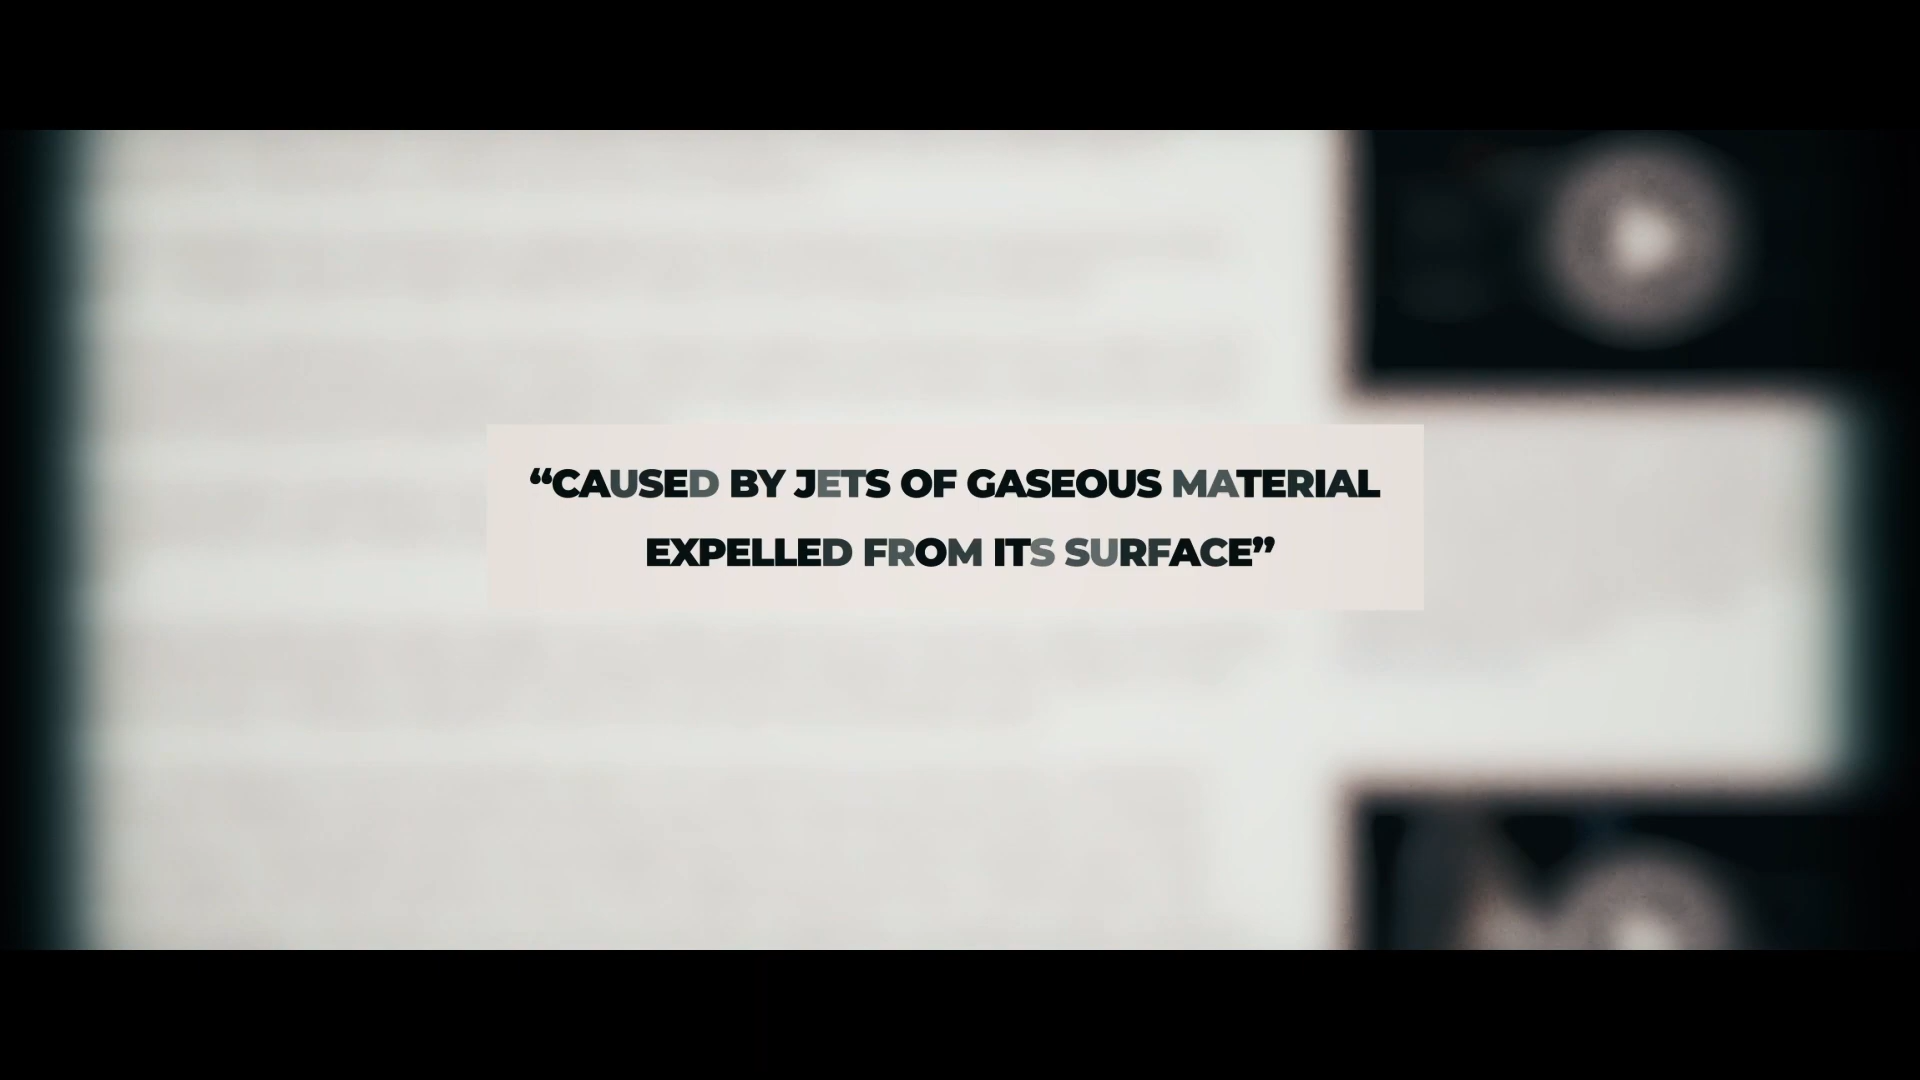 “CAUSED BY JETS OF GASEOUS MATERIAL
EXPELLED FROM ITS SURFACE”